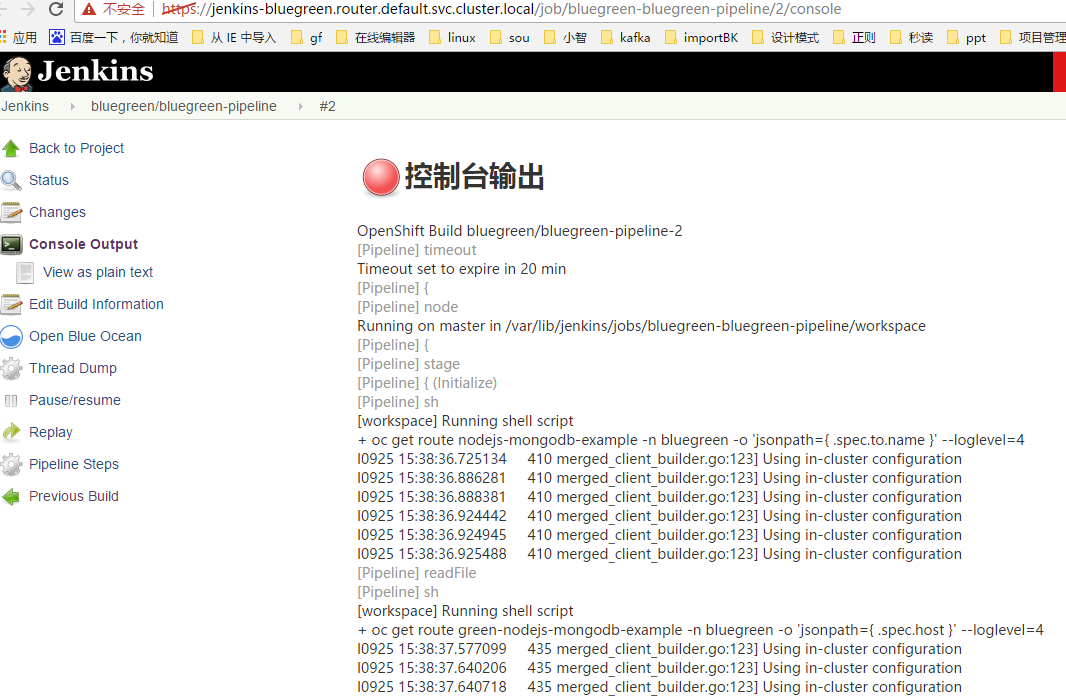 不安全 https://jenkins-bluegreen.router.default.svc.cluster.local/job/bluegreen-bluegreen-pipeline/2/console
应用 百度一下，你就知道 从 IE 中导入 gf 在线编辑器 linux sou 小智 kafka importBK 设计模式 正则 秒读 ppt 项目管理
Jenkins
Jenkins bluegreen/bluegreen-pipeline #2
Back to Project
Status
Changes
Console Output
View as plain text
Edit Build Information
Open Blue Ocean
Thread Dump
Pause/resume
Replay
Pipeline Steps
Previous Build
控制台输出
OpenShift Build bluegreen/bluegreen-pipeline-2
[Pipeline] timeout
Timeout set to expire in 20 min
[Pipeline] {
[Pipeline] node
Running on master in /var/lib/jenkins/jobs/bluegreen-bluegreen-pipeline/workspace
[Pipeline] {
[Pipeline] stage
[Pipeline] { (Initialize)
[Pipeline] sh
[workspace] Running shell script
+ oc get route nodejs-mongodb-example -n bluegreen -o 'jsonpath={ .spec.to.name }' --loglevel=4
I0925 15:38:36.725134 410 merged_client_builder.go:123] Using in-cluster configuration
I0925 15:38:36.886281 410 merged_client_builder.go:123] Using in-cluster configuration
I0925 15:38:36.888381 410 merged_client_builder.go:123] Using in-cluster configuration
I0925 15:38:36.924442 410 merged_client_builder.go:123] Using in-cluster configuration
I0925 15:38:36.924945 410 merged_client_builder.go:123] Using in-cluster configuration
I0925 15:38:36.925488 410 merged_client_builder.go:123] Using in-cluster configuration
[Pipeline] readFile
[Pipeline] sh
[workspace] Running shell script
+ oc get route green-nodejs-mongodb-example -n bluegreen -o 'jsonpath={ .spec.host }' --loglevel=4
I0925 15:38:37.577099 435 merged_client_builder.go:123] Using in-cluster configuration
I0925 15:38:37.640206 435 merged_client_builder.go:123] Using in-cluster configuration
I0925 15:38:37.640718 435 merged_client_builder.go:123] Using in-cluster configuration